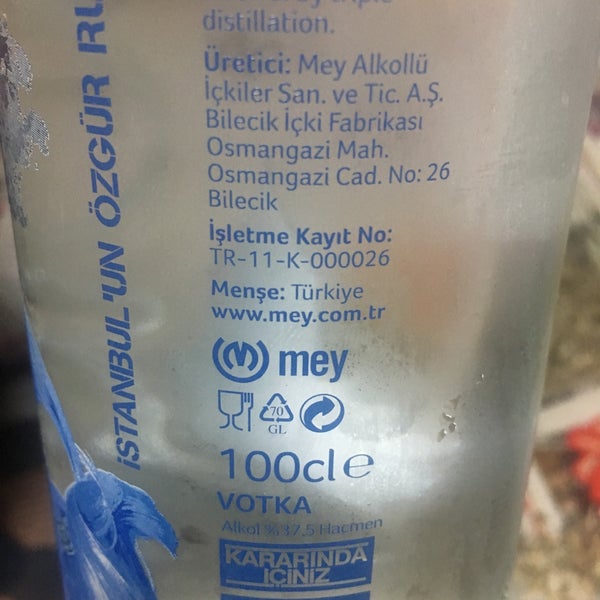 triple
distillation.
Üretici: Mey Alkollü
İçkiler San. ve Tic. A.Ş.
Bilecik İçki Fabrikası
Osmangazi Mah.
Osmangazi Cad. No: 26
Bilecik
İşletme Kayıt No:
TR-11-K-000026
Menşe: Türkiye
www.mey.com.tr
mey
70
GL
100cl e
VOTKA
Alkol %37,5 Hacmen
KARARINDA
İÇİNİZ
İSTANBUL'UN ÖZGÜR RU